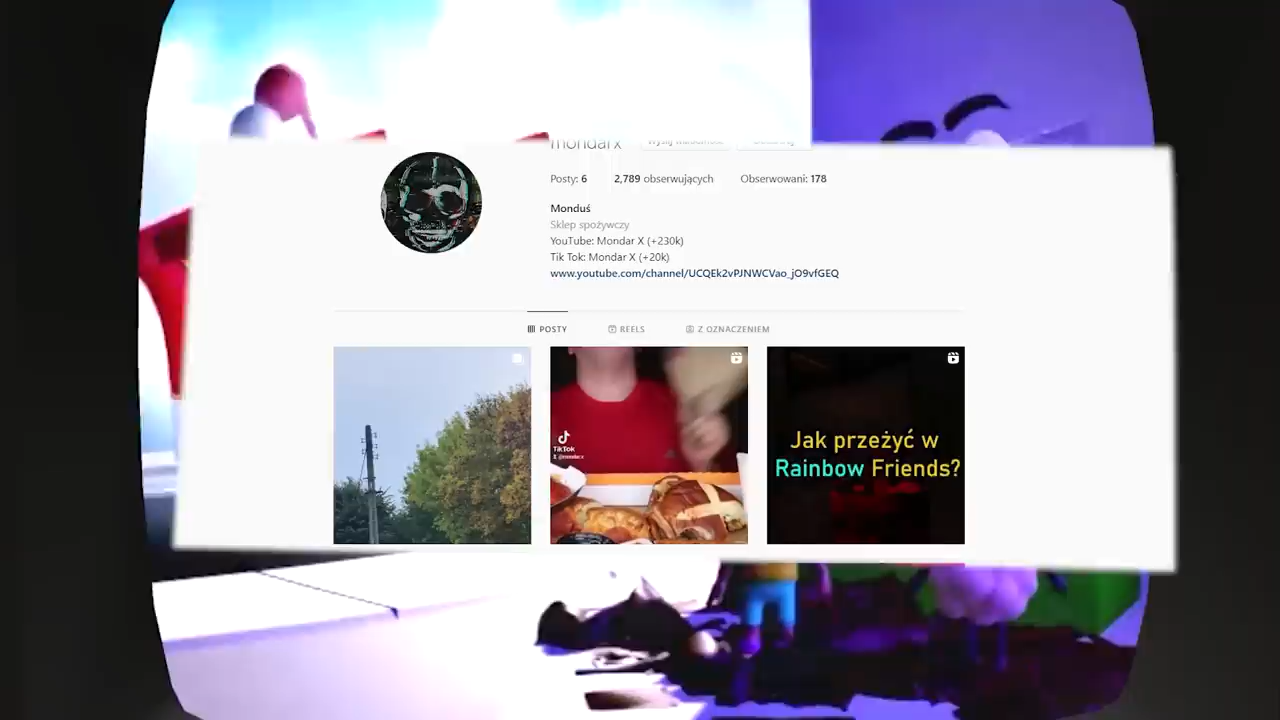 mondarx
Posty: 6 2,789 obserwujących Obserwowani: 178
Monduś
Sklep spożywczy
YouTube: Mondar X (+230k)
Tik Tok: Mondar X (+20k)
www.youtube.com/channel/UCQEk2vPJNWCVao_jO9vfGEQ
POSTY REELS Z OZNACZENIEM
TikTok
Jak przeżyć w
Rainbow Friends?